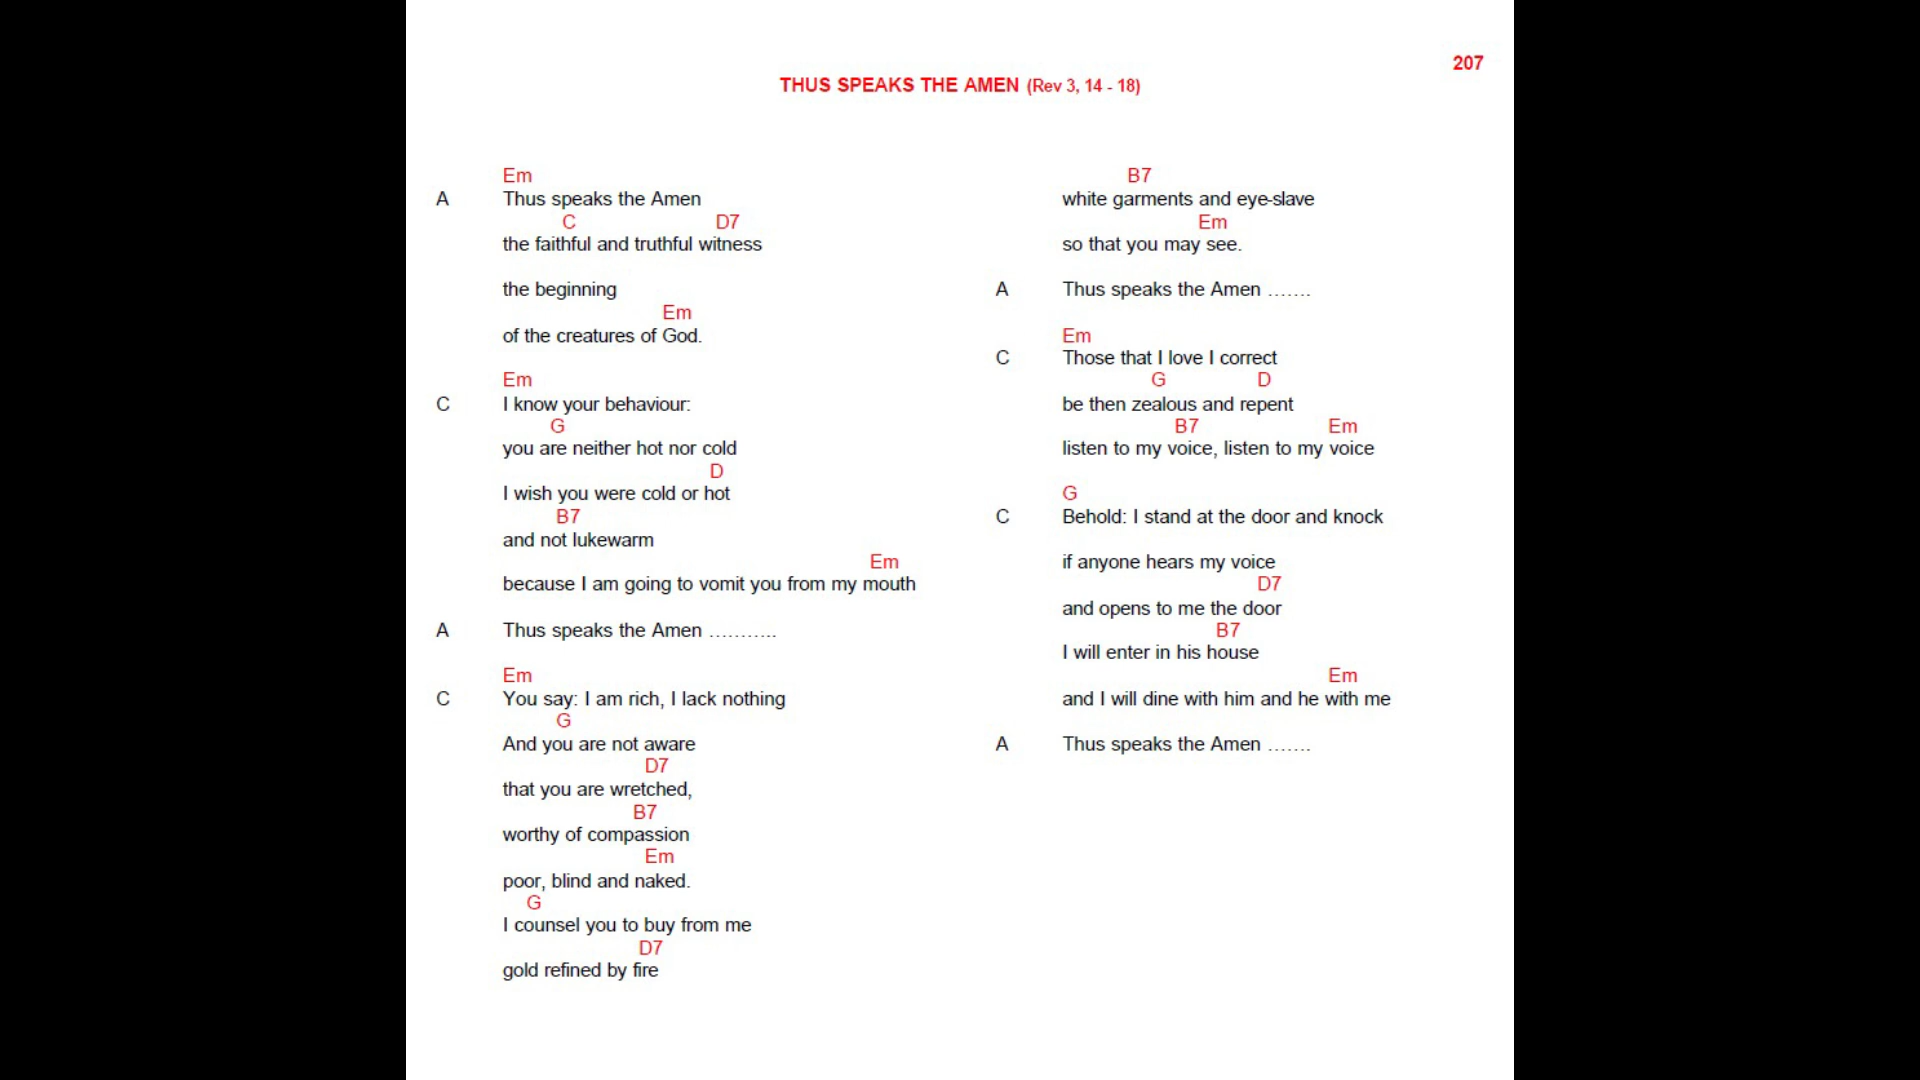 207
THUS SPEAKS THE AMEN (Rev 3, 14 - 18)
Em
A Thus speaks the Amen
C D7
the faithful and truthful witness
the beginning
Em
of the creatures of God.
Em
C I know your behaviour:
G
you are neither hot nor cold
D
I wish you were cold or hot
B7
and not lukewarm
Em
because I am going to vomit you from my mouth
A Thus speaks the Amen ………..
Em
C You say: I am rich, I lack nothing
G
And you are not aware
D7
that you are wretched,
B7
worthy of compassion
Em
poor, blind and naked.
G
I counsel you to buy from me
D7
gold refined by fire
B7
white garments and eye-slave
Em
so that you may see.
A Thus speaks the Amen …….
Em
C Those that I love I correct
G D
be then zealous and repent
B7 Em
listen to my voice, listen to my voice
G
C Behold: I stand at the door and knock
if anyone hears my voice
D7
and opens to me the door
B7
I will enter in his house
Em
and I will dine with him and he with me
A Thus speaks the Amen …….